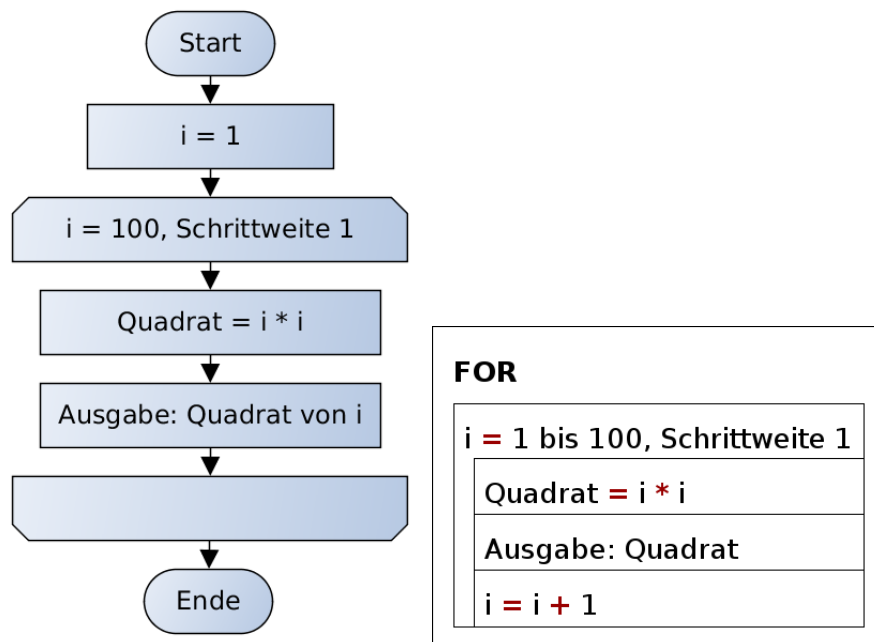 Start
i = 1
i = 100, Schrittweite 1
Quadrat = i * i
Ausgabe: Quadrat von i
Ende
FOR
i = 1 bis 100, Schrittweite 1
Quadrat = i * i
Ausgabe: Quadrat
i = i + 1